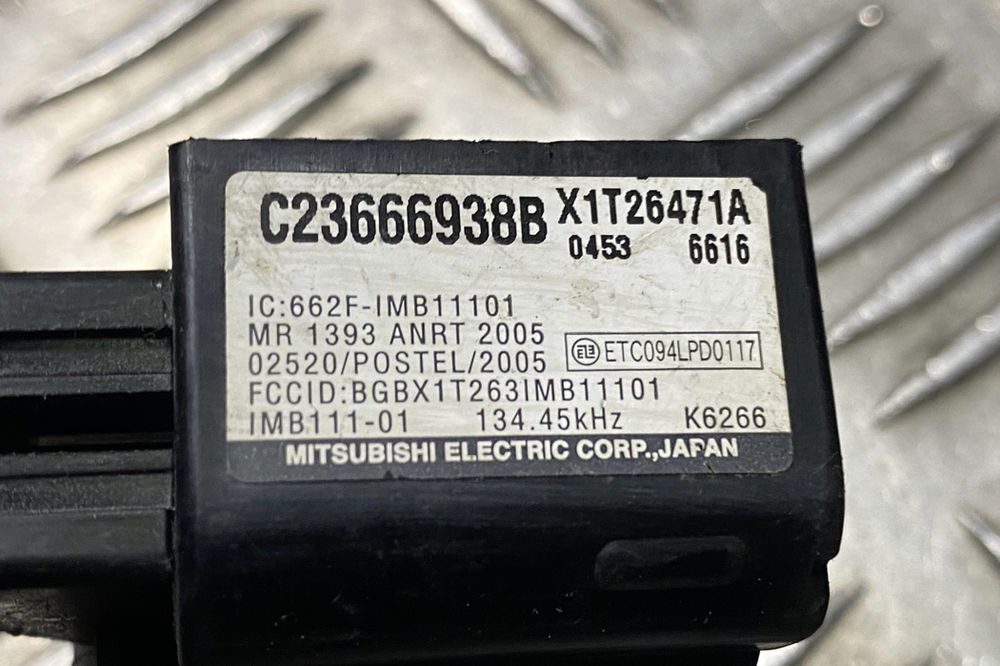 C23666938B X1T26471A
0453 6616
IC:662F-IMB11101
MR 1393 ANRT 2005
02520/POSTEL/2005 ETC094LPD0117
FCCID:BGBX1T263IMB11101
IMB111-01 134.45kHz K6266
MITSUBISHI ELECTRIC CORP.,JAPAN